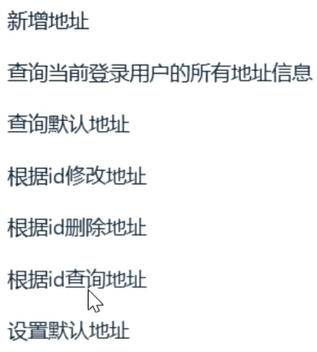 新增地址
查询当前登录用户的所有地址信息
查询默认地址
根据id修改地址
根据id删除地址
根据id查询地址
设置默认地址